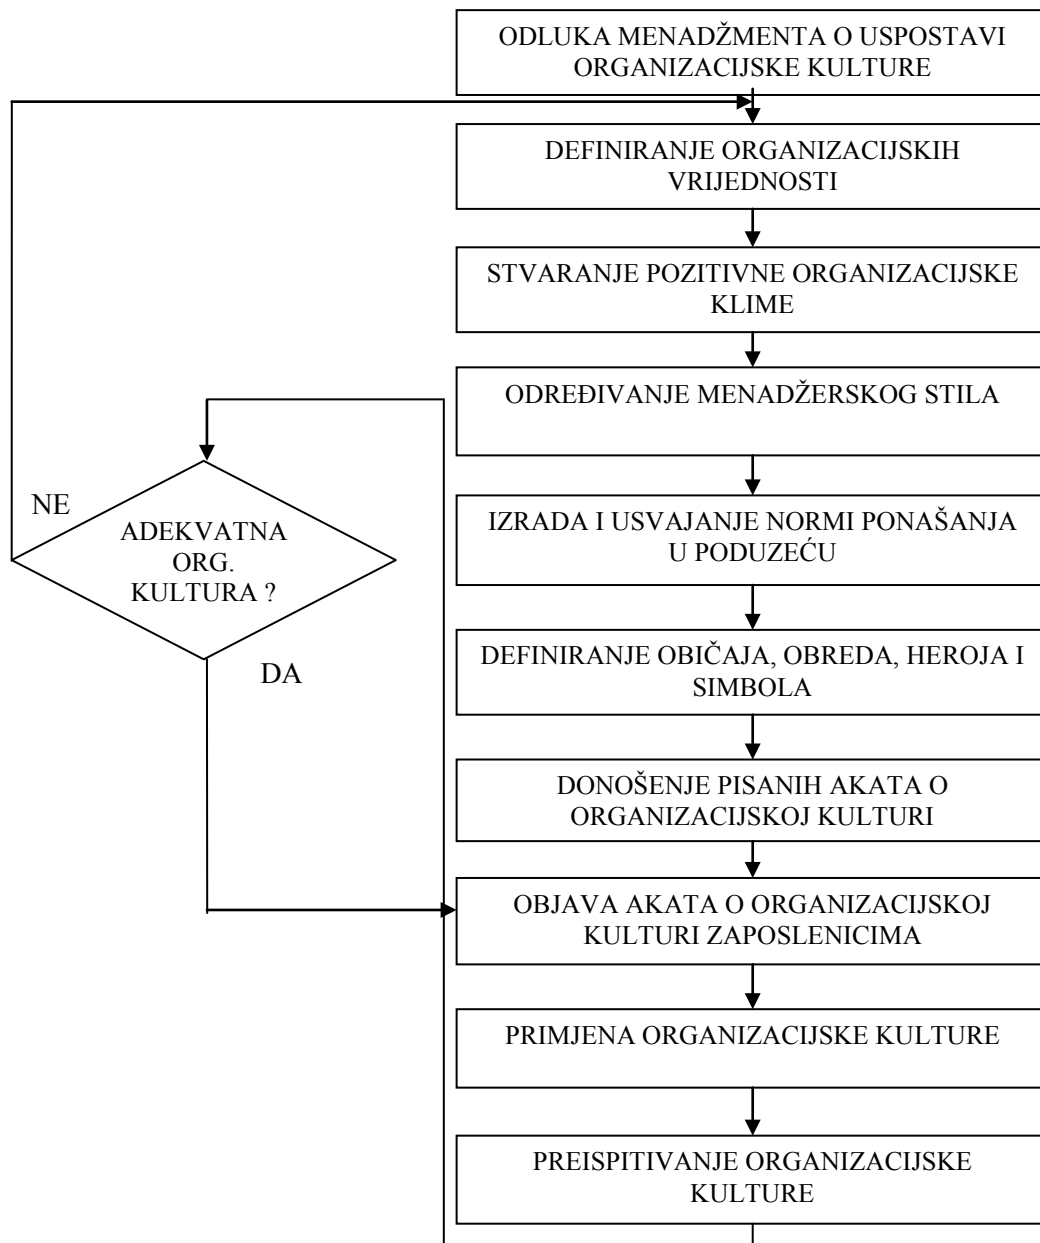 ODLUKA MENADŽMENTA O USPOSTAVI
ORGANIZACIJSKE KULTURE
DEFINIRANJE ORGANIZACIJSKIH
VRIJEDNOSTI
STVARANJE POZITIVNE ORGANIZACIJSKE
KLIME
ODREĐIVANJE MENADŽERSKOG STILA
NE
ADEKVATNA
ORG.
KULTURA ?
DA
IZRADA I USVAJANJE NORMI PONAŠANJA
U PODUZEĆU
DEFINIRANJE OBIČAJA, OBREDA, HEROJA I
SIMBOLA
DONOŠENJE PISANIH AKATA O
ORGANIZACIJSKOJ KULTURI
OBJAVA AKATA O ORGANIZACIJSKOJ
KULTURI ZAPOSLENICIMA
PRIMJENA ORGANIZACIJSKE KULTURE
PREISPITIVANJE ORGANIZACIJSKE
KULTURE